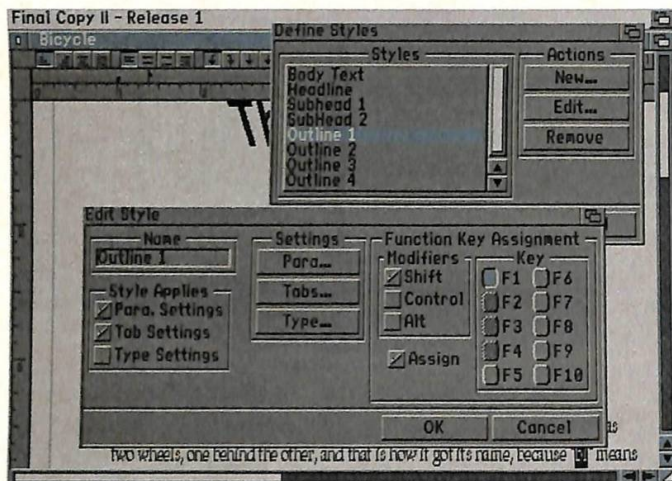 Final Copy II - Release 1
Bicycle
Define Styles
Styles
Body Text
Headline
Subhead 1
SubHead 2
Outline 1
Outline 2
Outline 3
Outline 4
Actions
New...
Edit...
Remove
Th
Edit Style
Name
Outline 1
Style Applies
Para. Settings
Tab Settings
Type Settings
Settings
Para...
Tabs...
Type...
Function Key Assignment
Modifiers
Shift
Control
Alt
Assign
Key
F1 F6
F2 F7
F3 F8
F4 F9
F5 F10
OK Cancel
as
two wheels, one behind the other, and that is how it got its name, because "bi" means